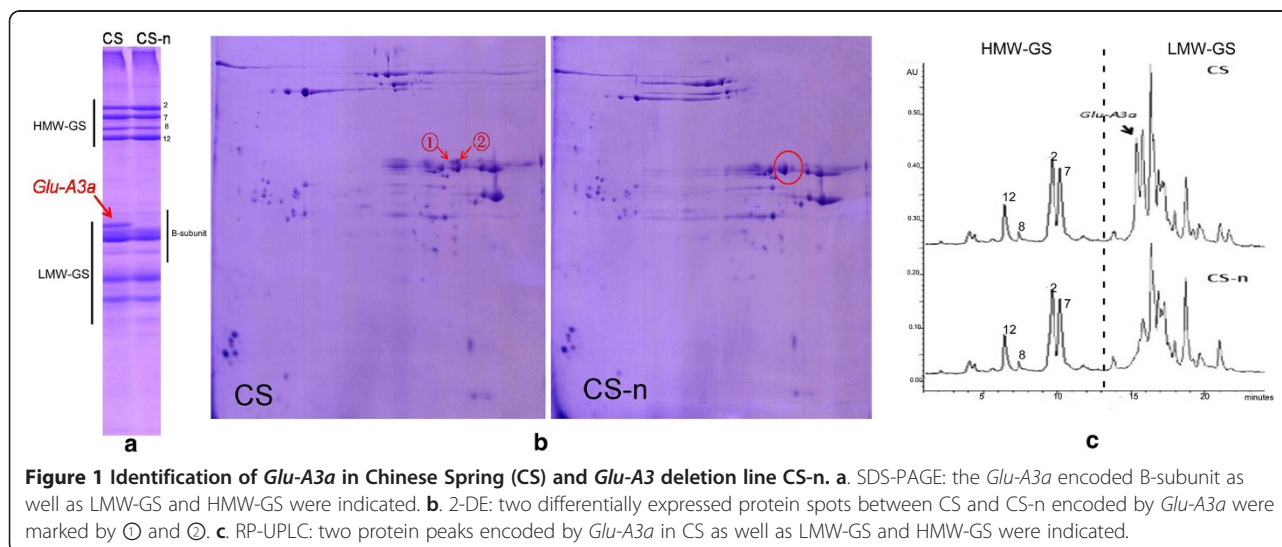 CS CS-n
HMW-GS
2
7
8
12
Glu-A3a
B-subunit
LMW-GS
a
① ②
CS
CS-n
b
HMW-GS LMW-GS
AU
CS
Glu-A3a
0.40
0.30
0.20
0.10
0.00
12
8
2
7
CS-n
12
8
2
7
5 10 15 20 minutes
c
Figure 1 Identification of Glu-A3a in Chinese Spring (CS) and Glu-A3 deletion line CS-n. a. SDS-PAGE: the Glu-A3a encoded B-subunit as
well as LMW-GS and HMW-GS were indicated. b. 2-DE: two differentially expressed protein spots between CS and CS-n encoded by Glu-A3a were
marked by ① and ②. c. RP-UPLC: two protein peaks encoded by Glu-A3a in CS as well as LMW-GS and HMW-GS were indicated.